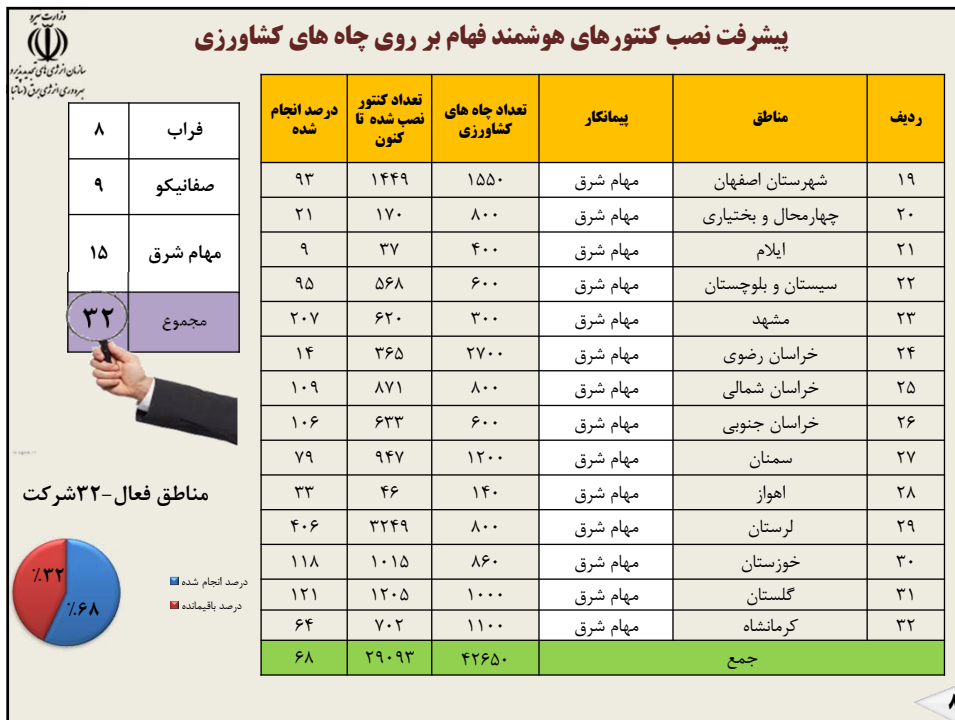 وزارت نیرو
سازمان انرژی های تجدیدپذیر و
بهره‌وری انرژی برق (ساتبا
پیشرفت نصب کنتورهای هوشمند فهام بر روی چاه های کشاورزی
ردیف مناطق پیمانکار تعداد چاه های کشاورزی تعداد کنتور نصب شده تا کنون درصد انجام شده
۱۹ شهرستان اصفهان مهام شرق ۱۵۵۰ ۱۴۴۹ ۹۳
۲۰ چهارمحال و بختیاری مهام شرق ۸۰۰ ۱۷۰ ۲۱
۲۱ ایلام مهام شرق ۴۰۰ ۳۷ ۹
۲۲ سیستان و بلوچستان مهام شرق ۶۰۰ ۵۶۸ ۹۵
۲۳ مشهد مهام شرق ۳۰۰ ۶۲۰ ۲۰۷
۲۴ خراسان رضوی مهام شرق ۲۷۰۰ ۳۶۵ ۱۴
۲۵ خراسان شمالی مهام شرق ۸۰۰ ۸۷۱ ۱۰۹
۲۶ خراسان جنوبی مهام شرق ۶۰۰ ۶۳۳ ۱۰۶
۲۷ سمنان مهام شرق ۱۲۰۰ ۹۴۷ ۷۹
۲۸ اهواز مهام شرق ۱۴۰ ۴۶ ۳۳
۲۹ لرستان مهام شرق ۸۰۰ ۳۲۴۹ ۴۰۶
۳۰ خوزستان مهام شرق ۸۶۰ ۱۰۱۵ ۱۱۸
۳۱ گلستان مهام شرق ۱۰۰۰ ۱۲۰۵ ۱۲۱
۳۲ کرمانشاه مهام شرق ۱۱۰۰ ۷۰۲ ۶۴
جمع ۴۲۶۵۰ ۲۹۰۹۳ ۶۸
فراب ۸
صفانیکو ۹
مهام شرق ۱۵
مجموع ۳۲
مناطق فعال-۳۲شرکت
درصد انجام شده
درصد باقیمانده
٪۳۲
٪۶۸
۸